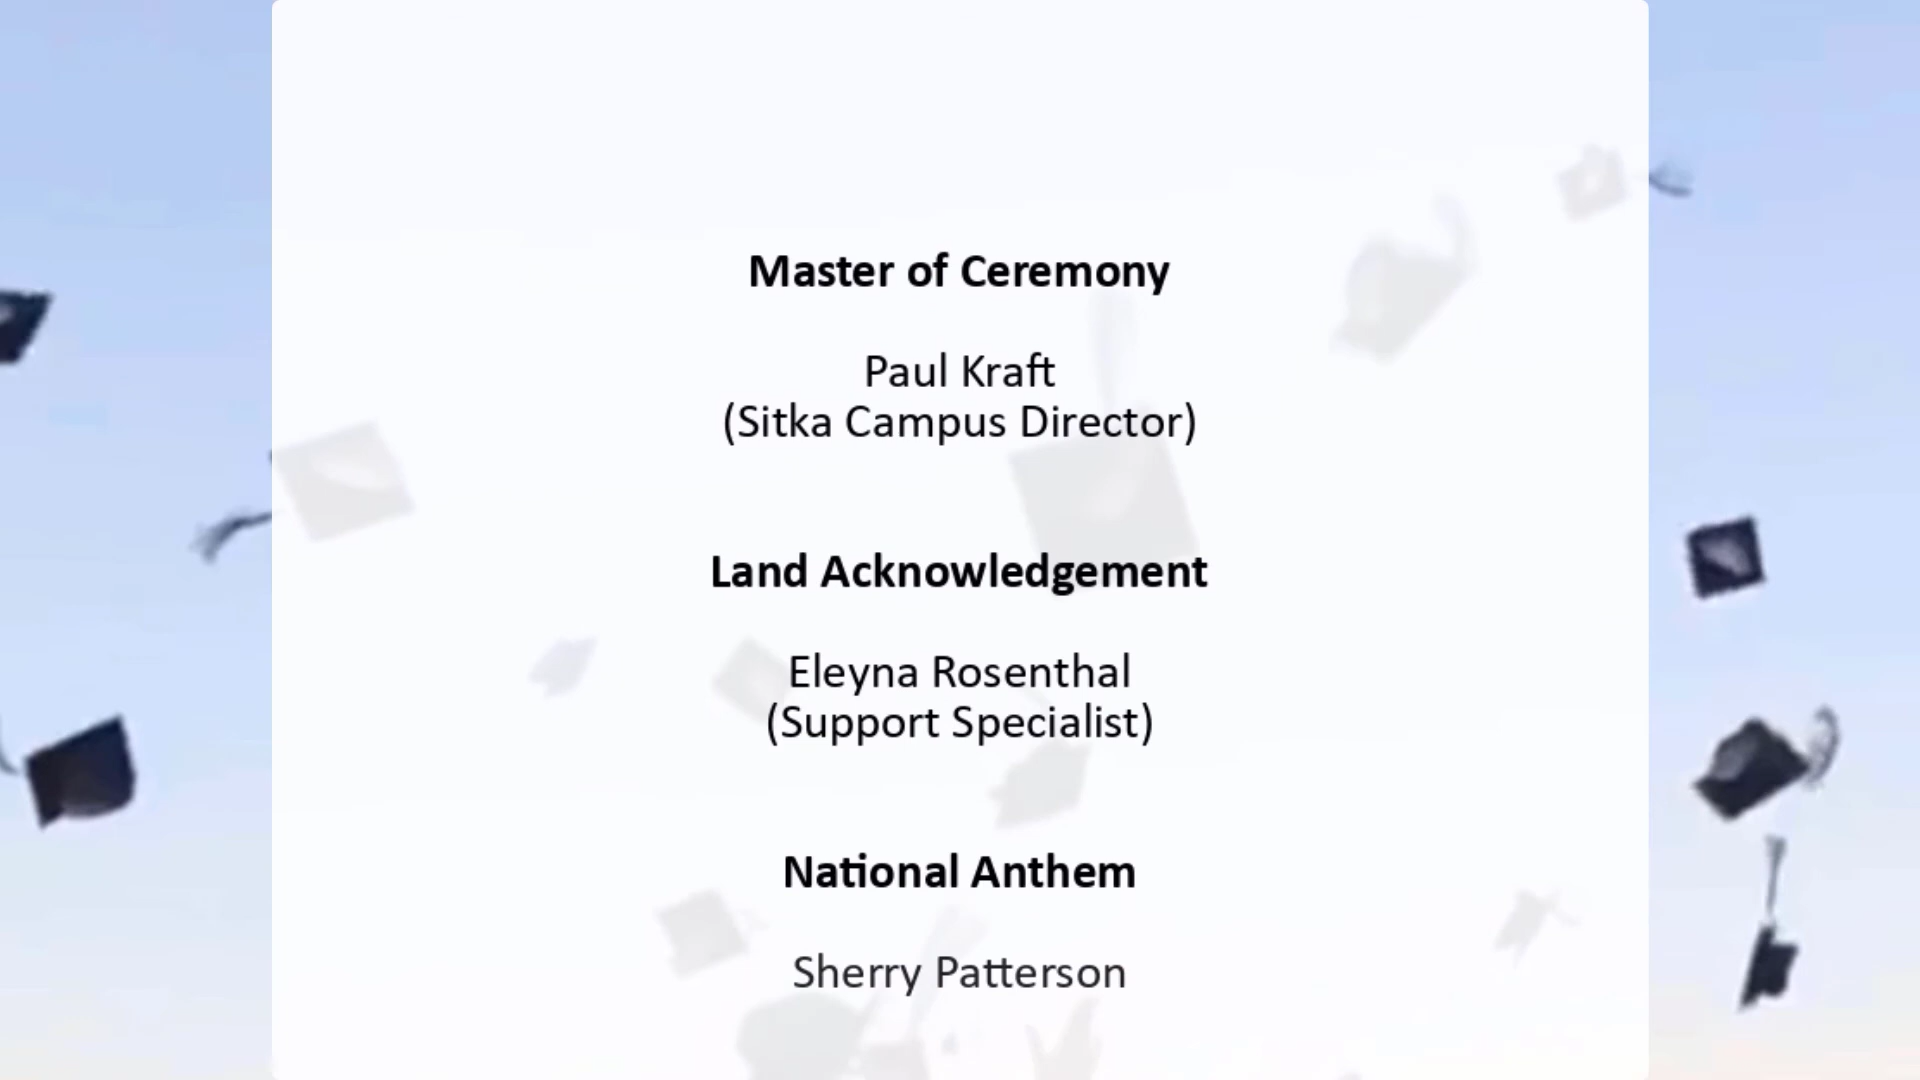 Master of Ceremony
Paul Kraft
(Sitka Campus Director)
Land Acknowledgement
Eleyna Rosenthal
(Support Specialist)
National Anthem
Sherry Patterson